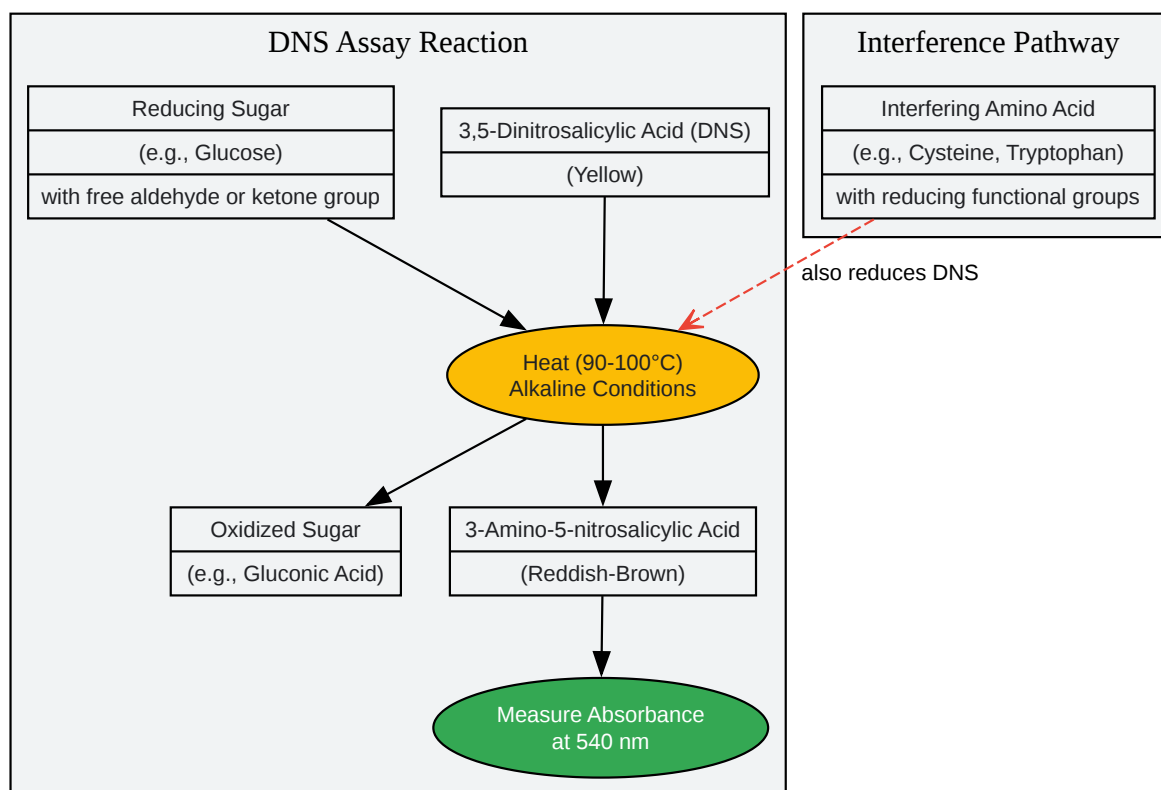 DNS Assay Reaction
Interference Pathway
Reducing Sugar
(e.g., Glucose)
with free aldehyde or ketone group
3,5-Dinitrosalicylic Acid (DNS)
(Yellow)
Interfering Amino Acid
(e.g., Cysteine, Tryptophan)
with reducing functional groups
also reduces DNS
Heat (90-100°C)
Alkaline Conditions
Oxidized Sugar
(e.g., Gluconic Acid)
3-Amino-5-nitrosalicylic Acid
(Reddish-Brown)
Measure Absorbance
at 540 nm